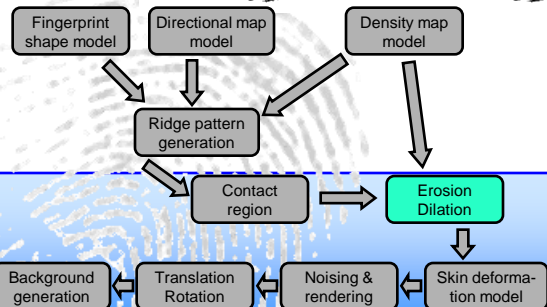 Fingerprint
shape model
Directional map
model
Density map
model
Ridge pattern
generation
Contact
region
Erosion
Dilation
Background
generation
Translation
Rotation
Noising &
rendering
Skin deforma-
tion model